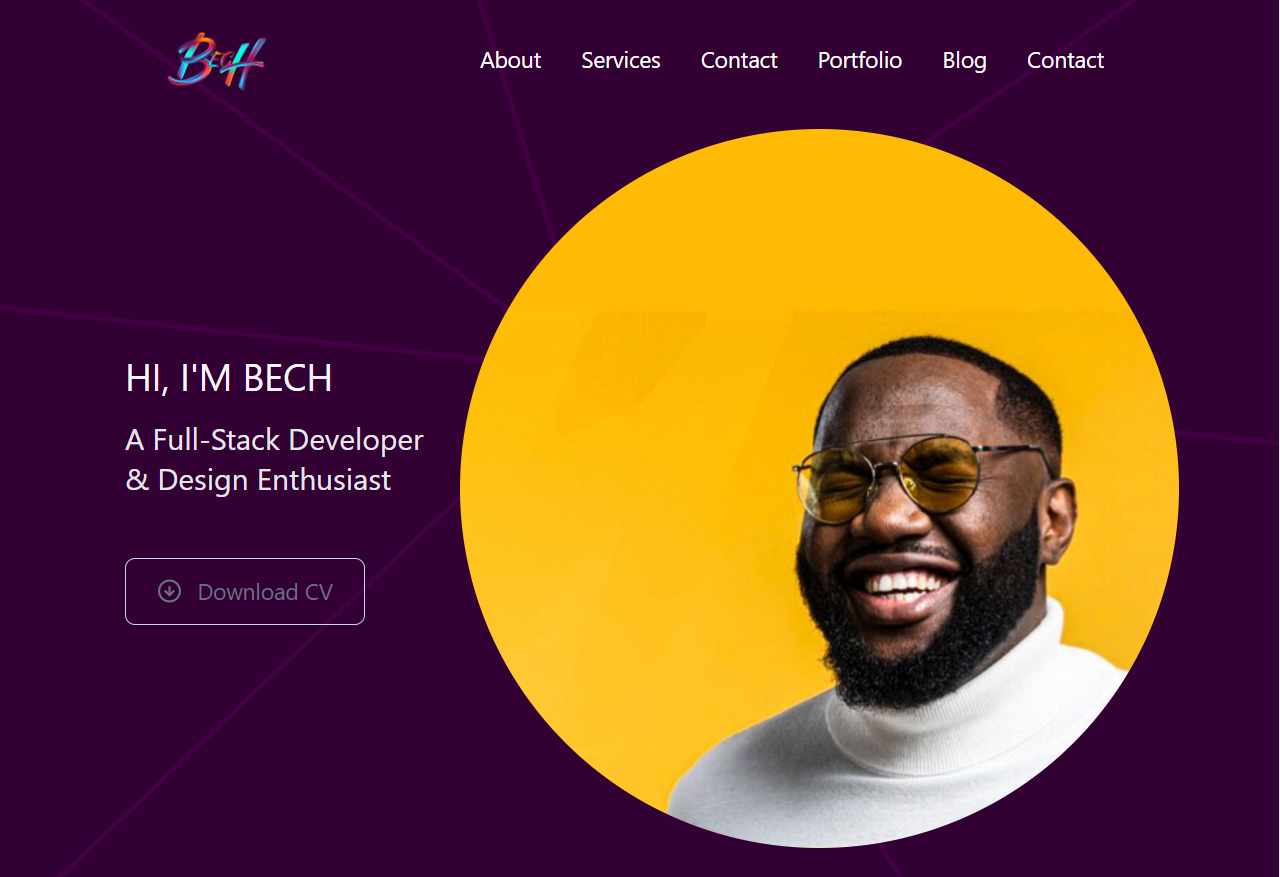 BECH
About Services Contact Portfolio Blog Contact
HI, I'M BECH
A Full-Stack Developer
& Design Enthusiast
Download CV